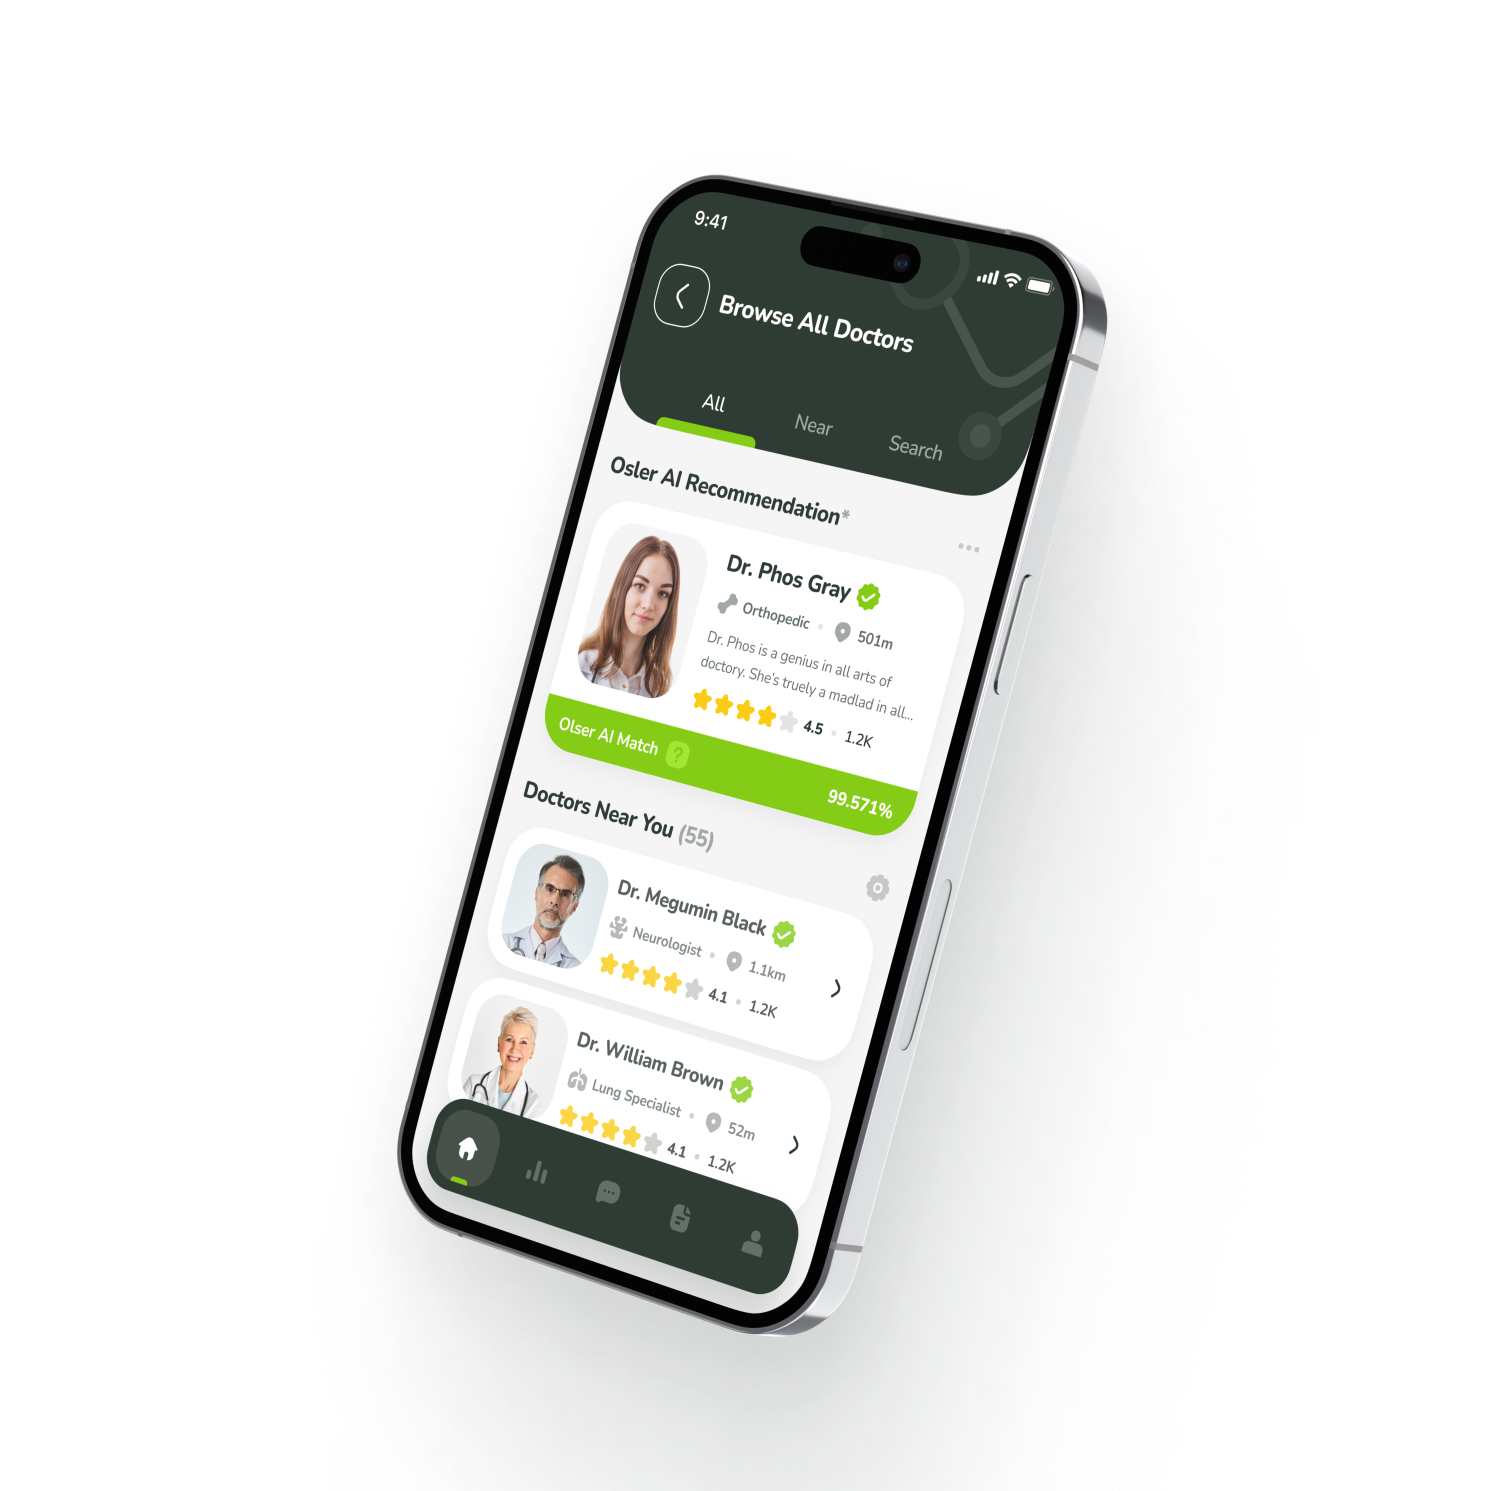 9:41
Browse All Doctors
All
Near
Search
Osler AI Recommendation*
Dr. Phos Gray
Orthopedic
501m
Dr. Phos is a genius in all arts of
doctory. She's truely a madlad in all...
4.5
1.2K
Olser AI Match ?
99.571%
Doctors Near You (55)
Dr. Megumin Black
Neurologist
1.1km
4.1
1.2K
Dr. William Brown
Lung Specialist
52m
4.1
1.2K